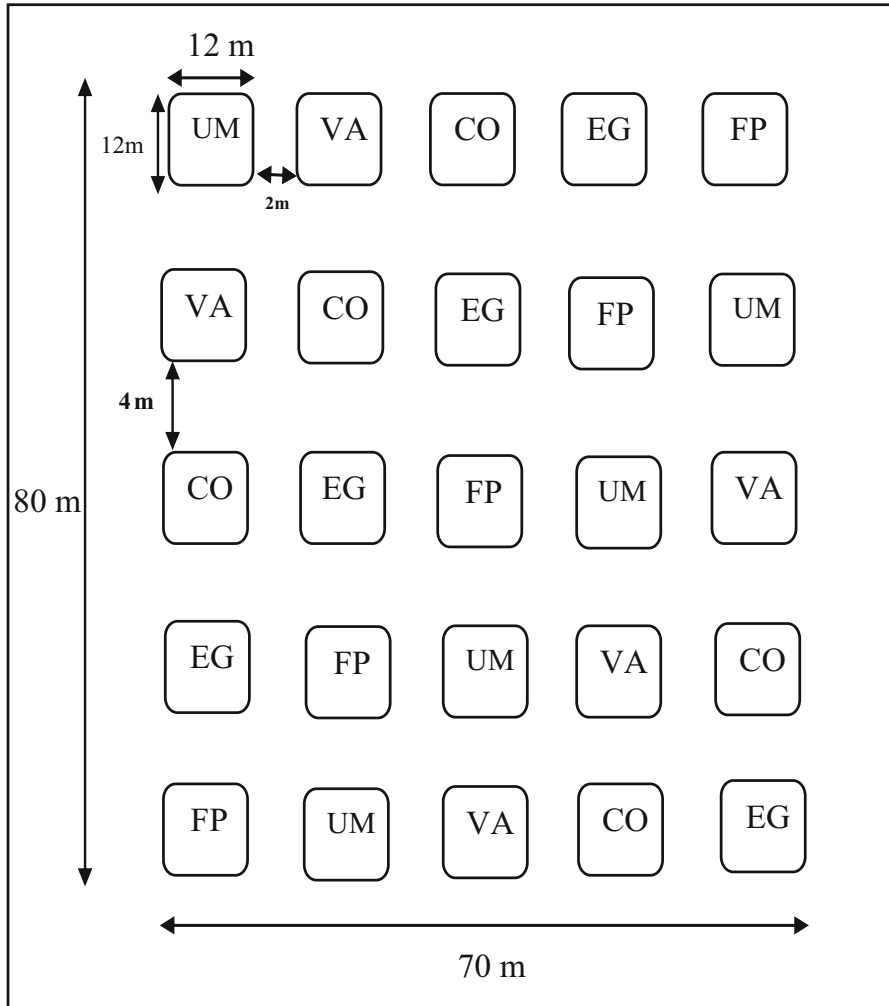 12 m
12m
UM VA CO EG FP
2m
VA CO EG FP UM
4 m
CO EG FP UM VA
80 m
EG FP UM VA CO
FP UM VA CO EG
70 m